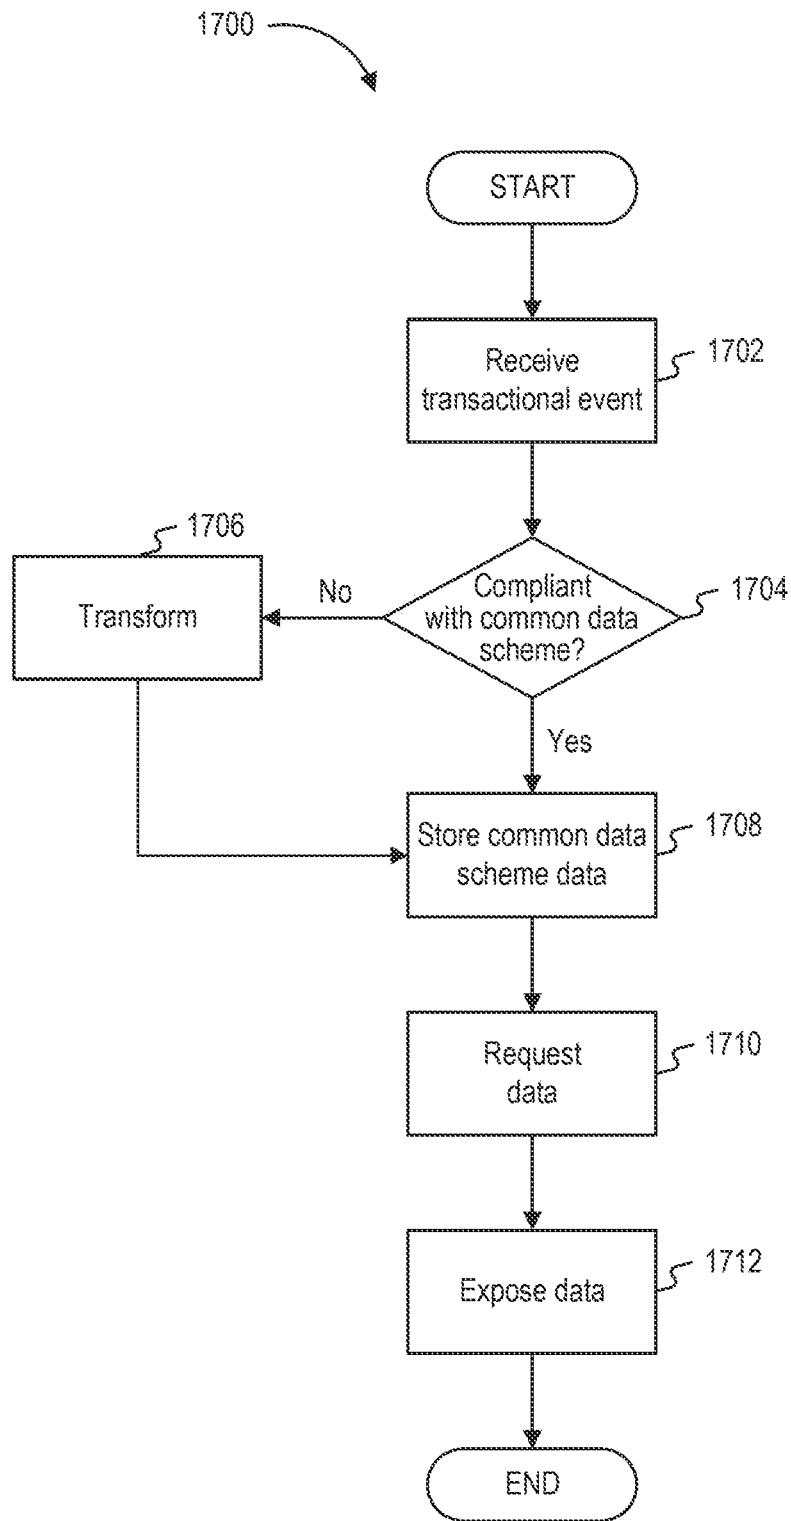 1700
START
Receive
transactional event
1702
1706
Transform
No
Compliant
with common data
scheme?
1704
Yes
Store common data
scheme data
1708
Request
data
1710
Expose data
1712
END